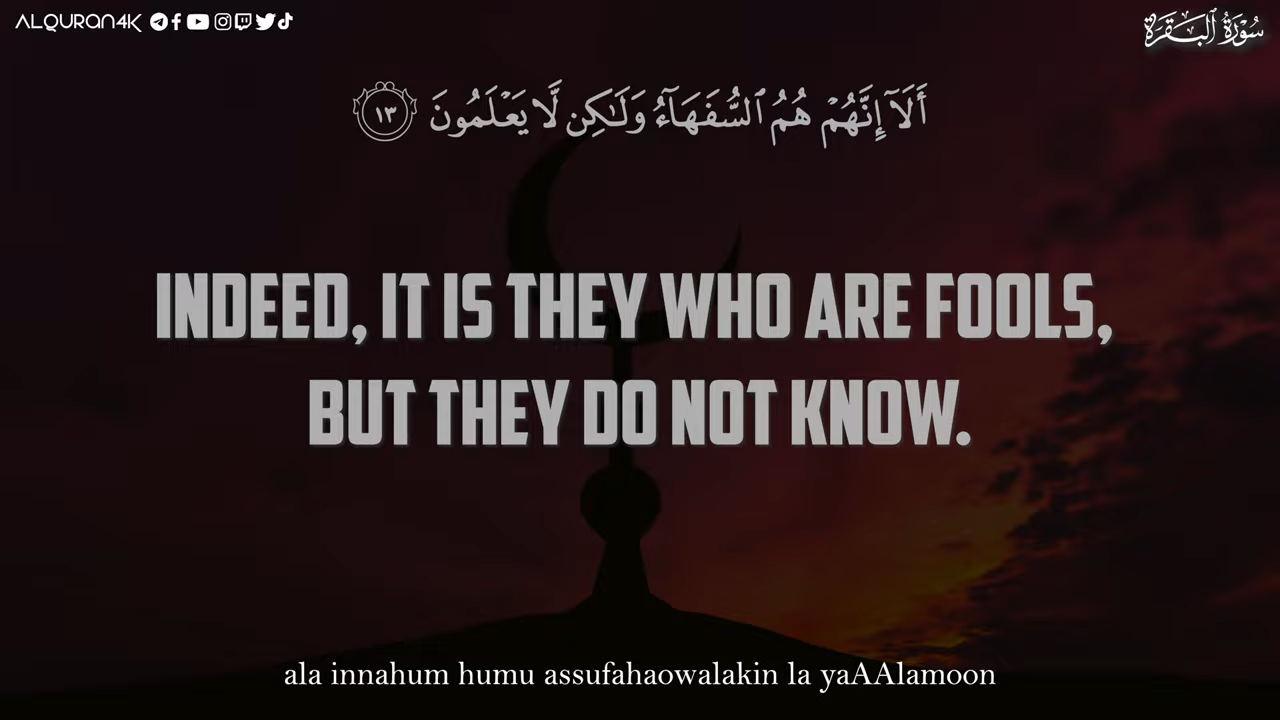 ALQURAN4K
سُورَةُ ٱلْبَقَرَةِ
أَلَآ إِنَّهُمْ هُمُ ٱلسُّفَهَآءُ وَلَـٰكِن لَّا يَعْلَمُونَ ١٣
INDEED, IT IS THEY WHO ARE FOOLS,
BUT THEY DO NOT KNOW.
ala innahum humu assufahaowalakin la yaAAlamoon